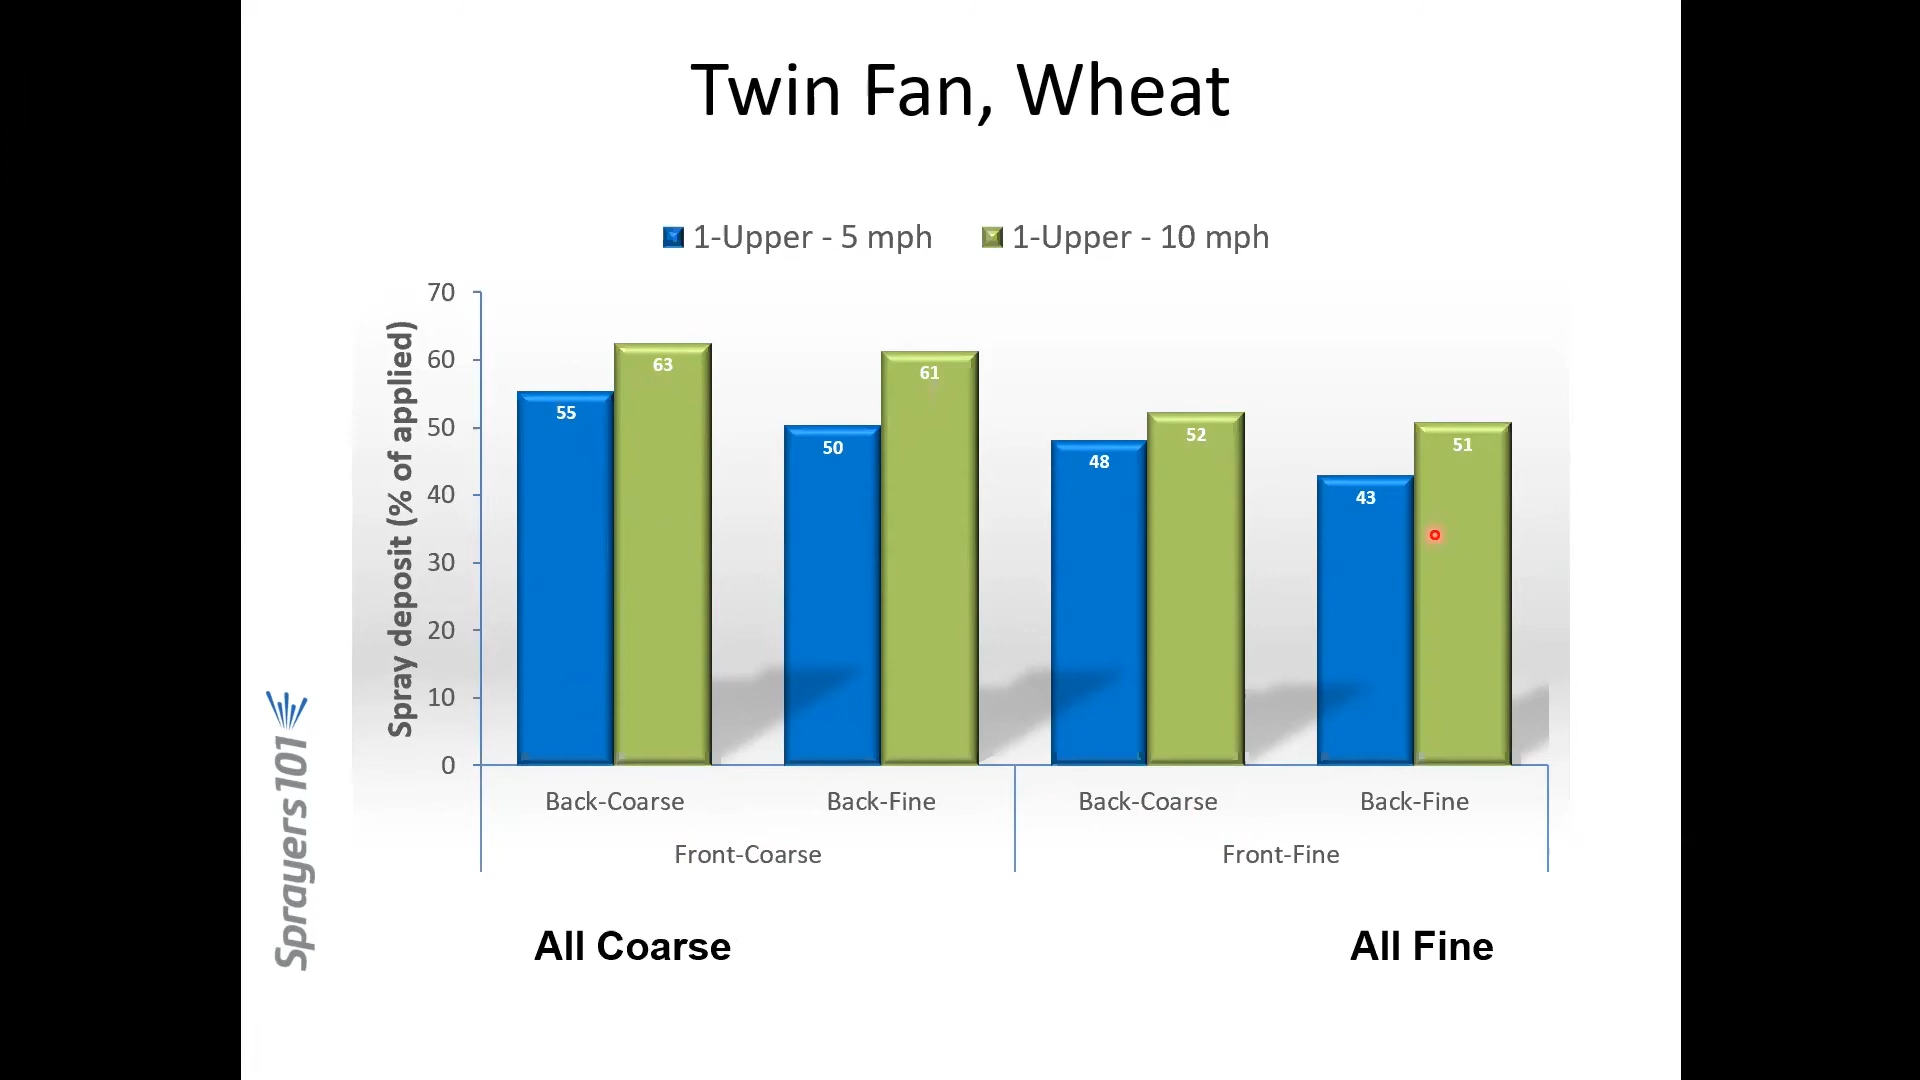 Twin Fan, Wheat
1-Upper - 5 mph 1-Upper - 10 mph
Spray deposit (% of applied)
70
60
50
40
30
20
10
0
55 63 50 61 48 52 43 51
Back-Coarse Back-Fine Back-Coarse Back-Fine
Front-Coarse Front-Fine
All Coarse All Fine
Sprayers101